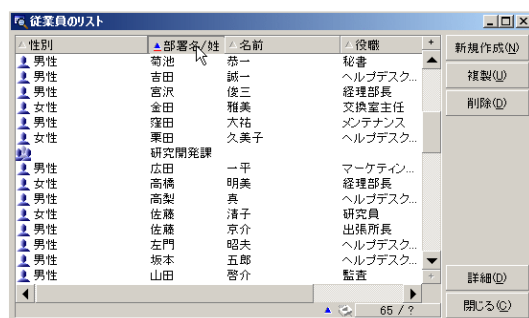 従業員のリスト
性別 部署名/姓 名前 役職 +
男性 菊池 恭一 秘書
男性 吉田 誠一 ヘルプデスク...
男性 宮沢 俊三 経理部長
女性 金田 雅美 交換室主任
男性 窪田 大祐 メンテナンス
女性 栗田 久美子 ヘルプデスク...
研究開発課
男性 広田 一平 マーケティン...
女性 高橋 明美 経理部長
男性 高梨 真 ヘルプデスク...
女性 佐藤 清子 研究員
男性 佐藤 京介 出張所長
男性 左門 昭夫 ヘルプデスク...
男性 坂本 五郎 ヘルプデスク...
男性 山田 啓介 監査
65 / ?
新規作成(N)
複製(U)
削除(D)
詳細(D)
閉じる(C)